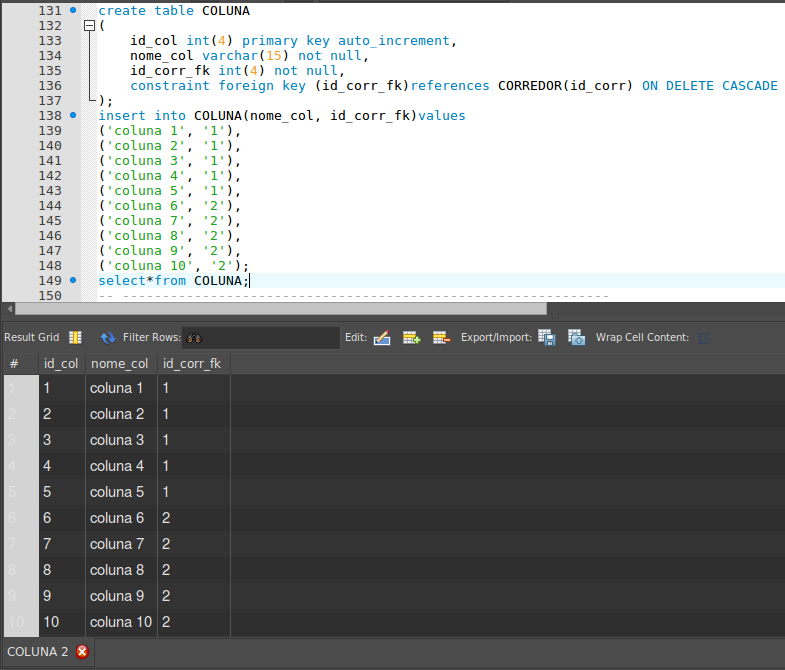 131 create table COLUNA
132 (
133 id_col int(4) primary key auto_increment,
134 nome_col varchar(15) not null,
135 id_corr_fk int(4) not null,
136 constraint foreign key (id_corr_fk)references CORREDOR(id_corr) ON DELETE CASCADE
137 );
138 insert into COLUNA(nome_col, id_corr_fk)values
139 ('coluna 1', '1'),
140 ('coluna 2', '1'),
141 ('coluna 3', '1'),
142 ('coluna 4', '1'),
143 ('coluna 5', '1'),
144 ('coluna 6', '2'),
145 ('coluna 7', '2'),
146 ('coluna 8', '2'),
147 ('coluna 9', '2'),
148 ('coluna 10', '2');
149 select*from COLUNA;
150 -- -------------------------------------------------------------
Result Grid Filter Rows: Edit: Export/Import: Wrap Cell Content:
# id_col nome_col id_corr_fk
1 1 coluna 1 1
2 2 coluna 2 1
3 3 coluna 3 1
4 4 coluna 4 1
5 5 coluna 5 1
6 6 coluna 6 2
7 7 coluna 7 2
8 8 coluna 8 2
9 9 coluna 9 2
10 10 coluna 10 2
COLUNA 2